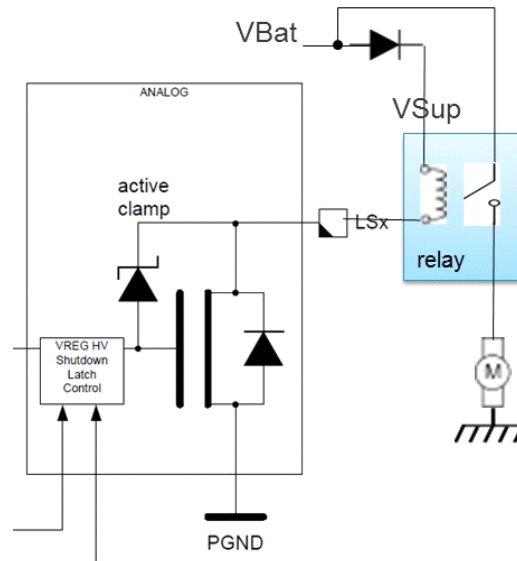 VBat
ANALOG
VSup
active
clamp
LSx
relay
VREG HV
Shutdown
Latch
Control
M
PGND